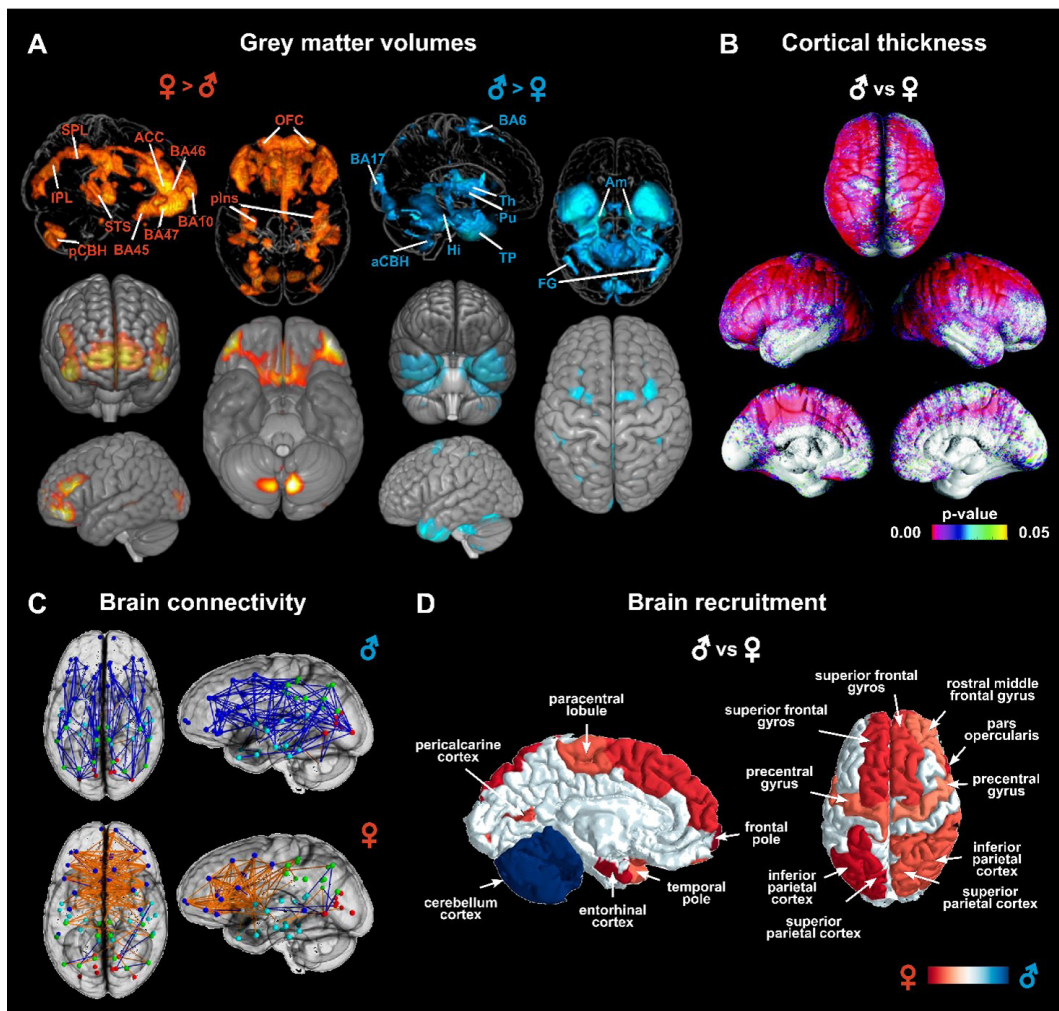 A
Grey matter volumes
♀ > ♂
SPL
ACC
BA46
IPL
STS
BA10
pCBH
BA47
BA45
OFC
pIns
♂ > ♀
BA6
BA17
Th
Pu
aCBH
Hi
TP
Am
FG
B
Cortical thickness
♂ vs ♀
p-value
0.00
0.05
C
Brain connectivity
♂
♀
D
Brain recruitment
♂ vs ♀
paracentral
lobule
pericalcarine
cortex
frontal
pole
temporal
pole
entorhinal
cortex
cerebellum
cortex
superior frontal
gyros
rostral middle
frontal gyrus
superior frontal
gyros
pars
opercularis
precentral
gyrus
precentral
gyrus
inferior
parietal
cortex
inferior parietal
cortex
superior
parietal cortex
superior
parietal cortex
♀
♂